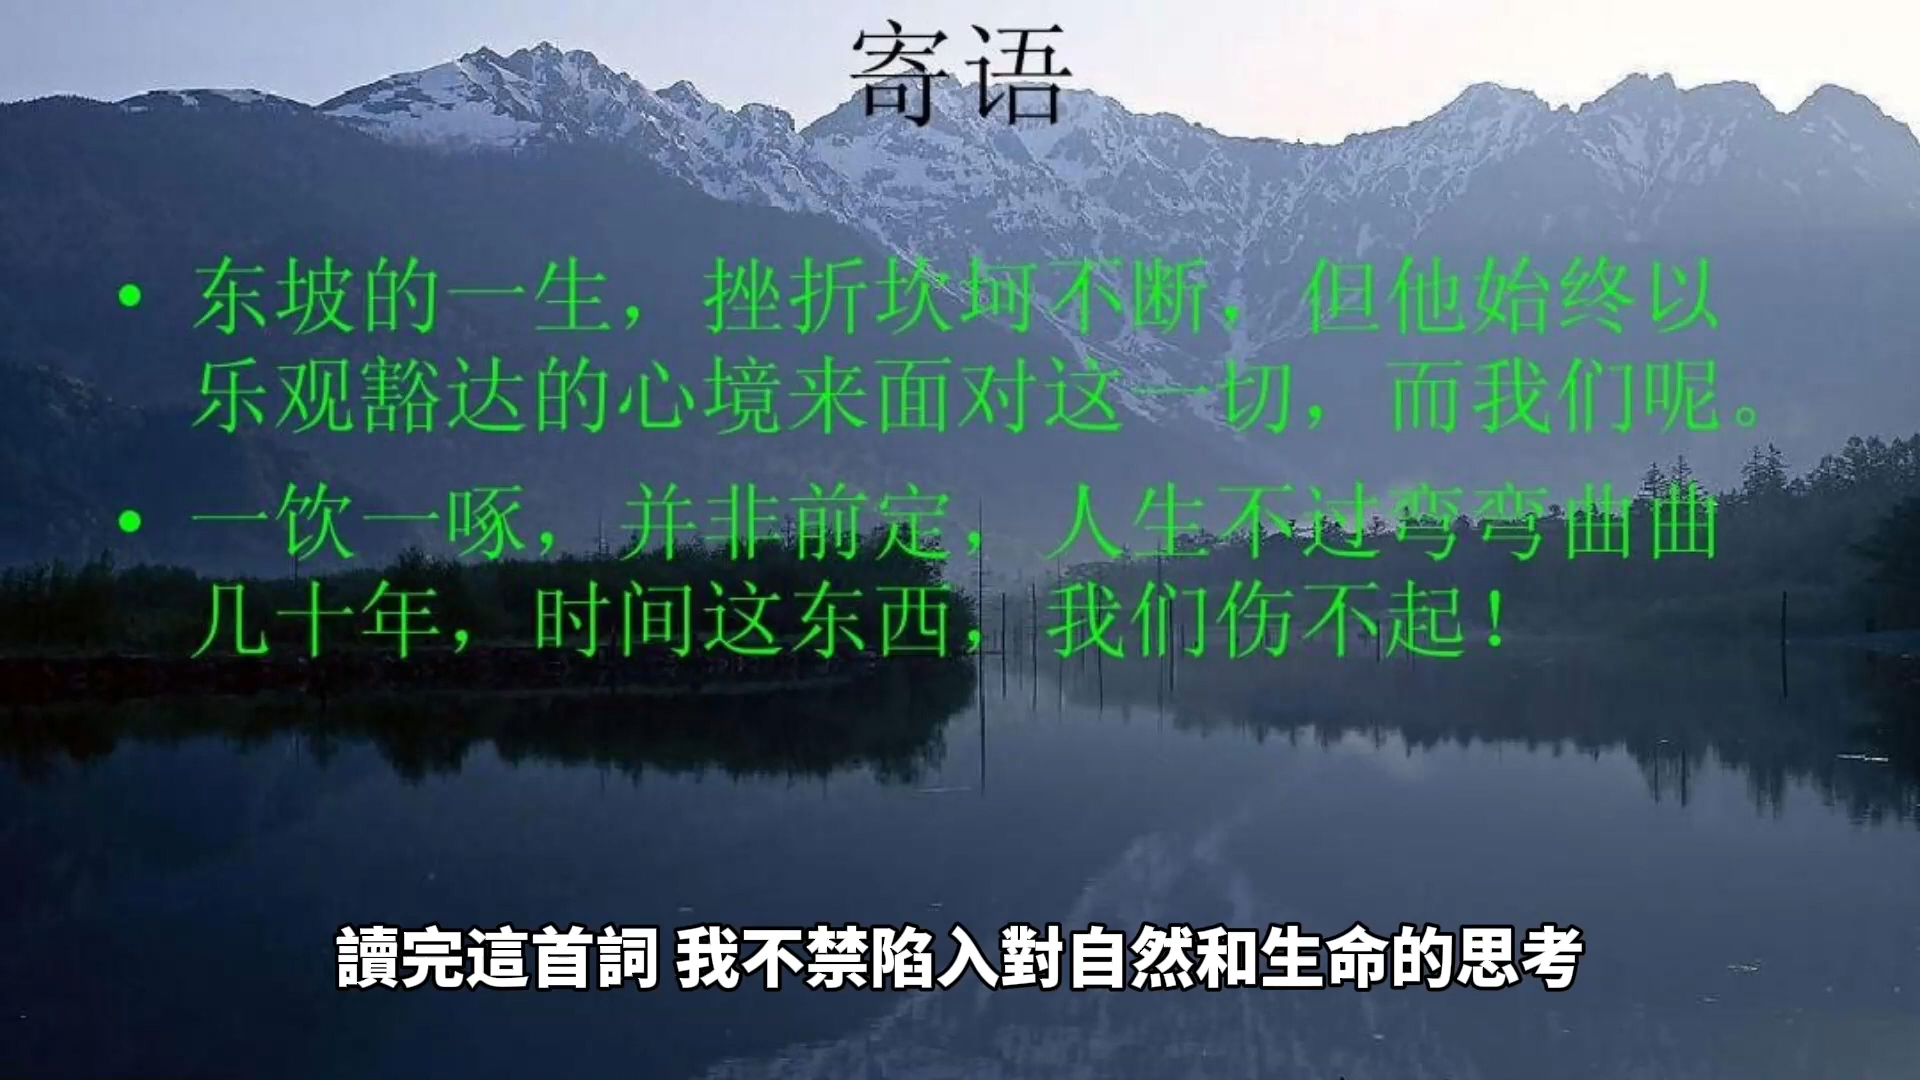 寄语
• 东坡的一生，挫折坎坷不断，但他始终以
乐观豁达的心境来面对这一切，而我们呢。
• 一饮一啄，并非前定，人生不过弯弯曲曲
几十年，时间这东西，我们伤不起！
讀完這首詞 我不禁陷入對自然和生命的思考